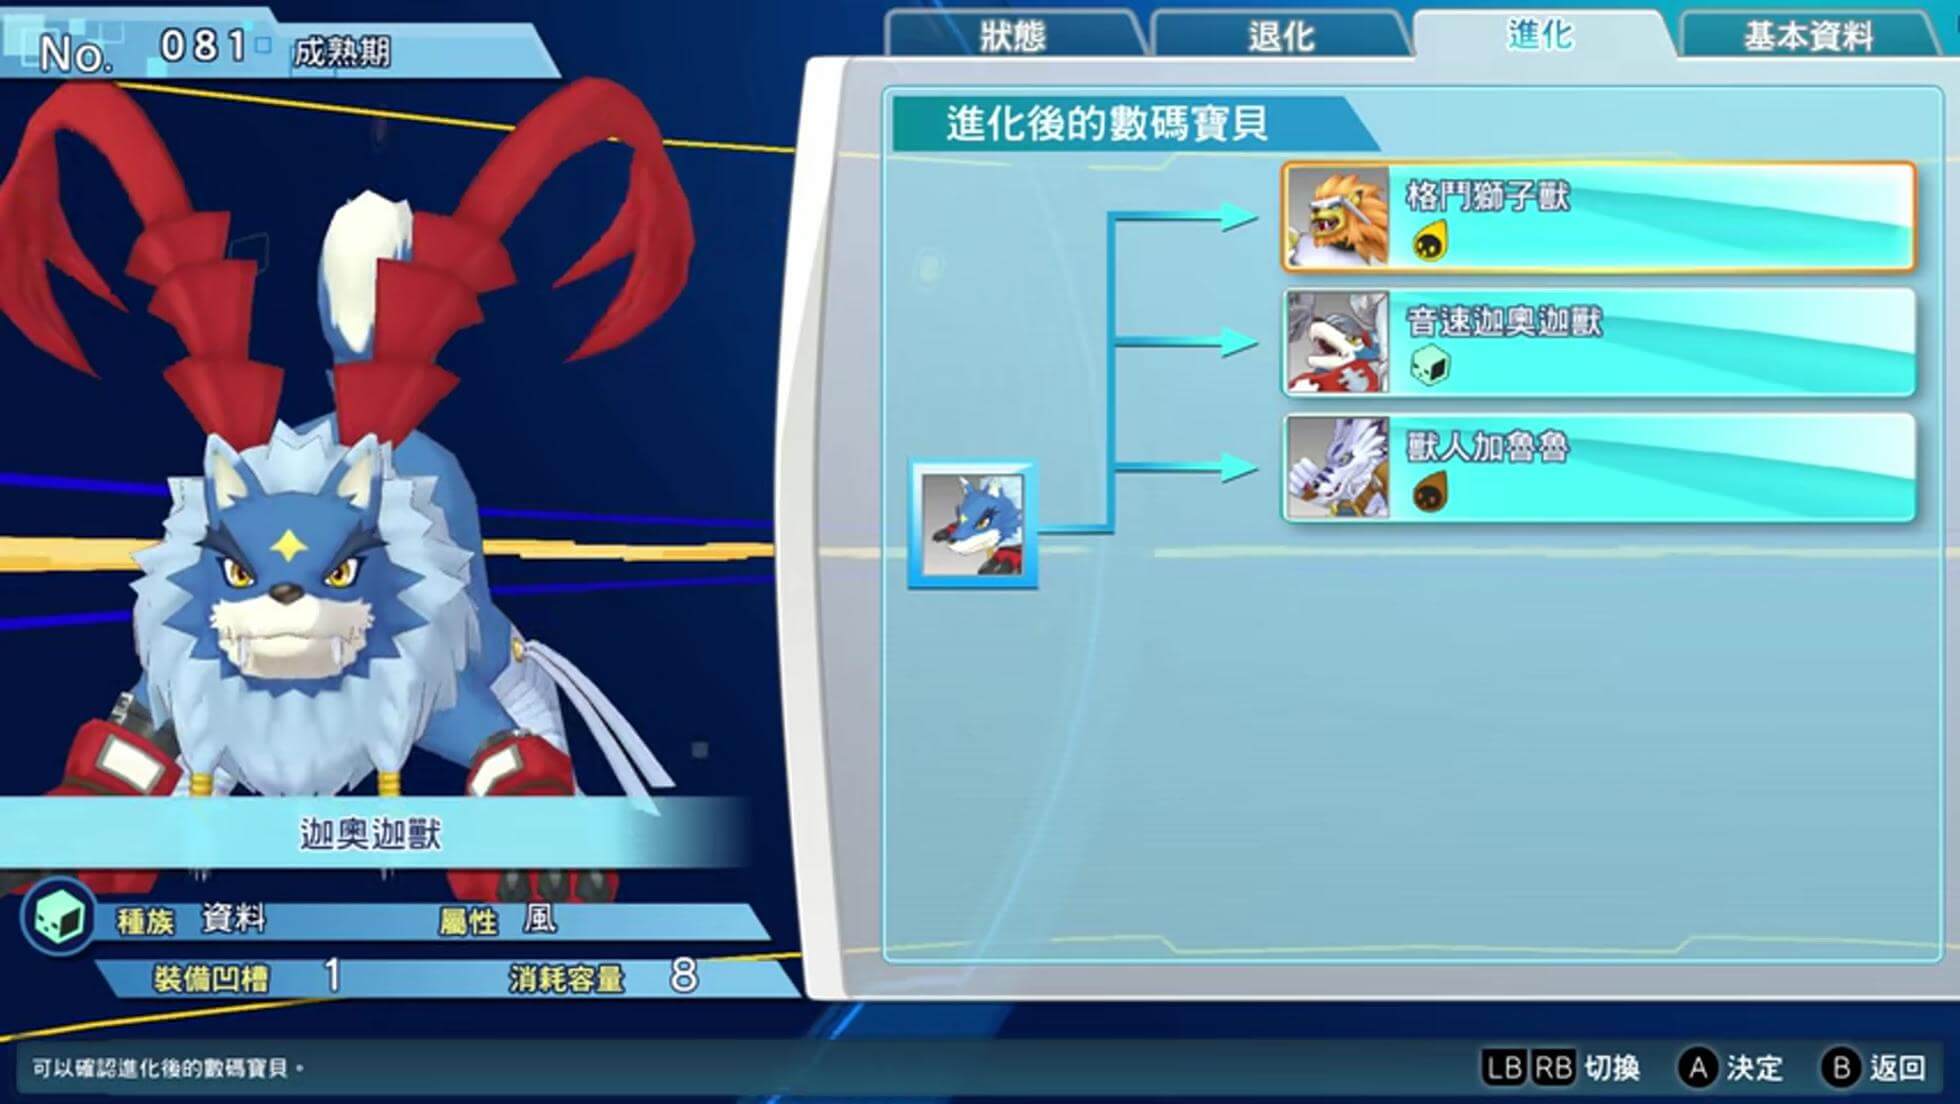 No. 081 成熟期
狀態 退化 進化 基本資料
進化後的數碼寶貝
格鬥獅子獸
音速迦奧迦獸
獸人加魯魯
迦奧迦獸
種族 資料 屬性 風
裝備凹槽 1 消耗容量 8
可以確認進化後的數碼寶貝。
LB RB 切換 A 決定 B 返回